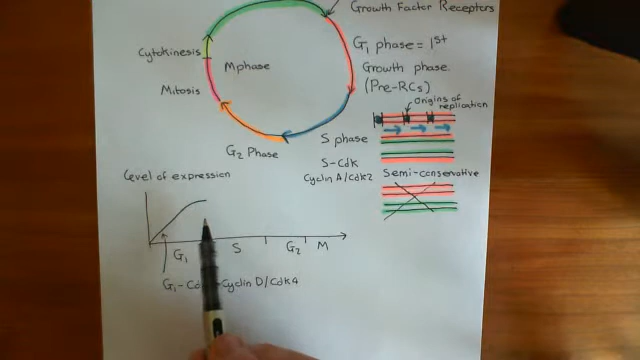 Growth Factor Receptors
G1 phase = 1st
Growth phase
(Pre-RCs)
Origins of
replication
Cytokinesis
M phase
Mitosis
G2 Phase
S phase
S-Cdk
Cyclin A/Cdk2
Semi-conservative
Level of expression
G1 S G2 M
G1-Cd Cyclin D/Cdk4